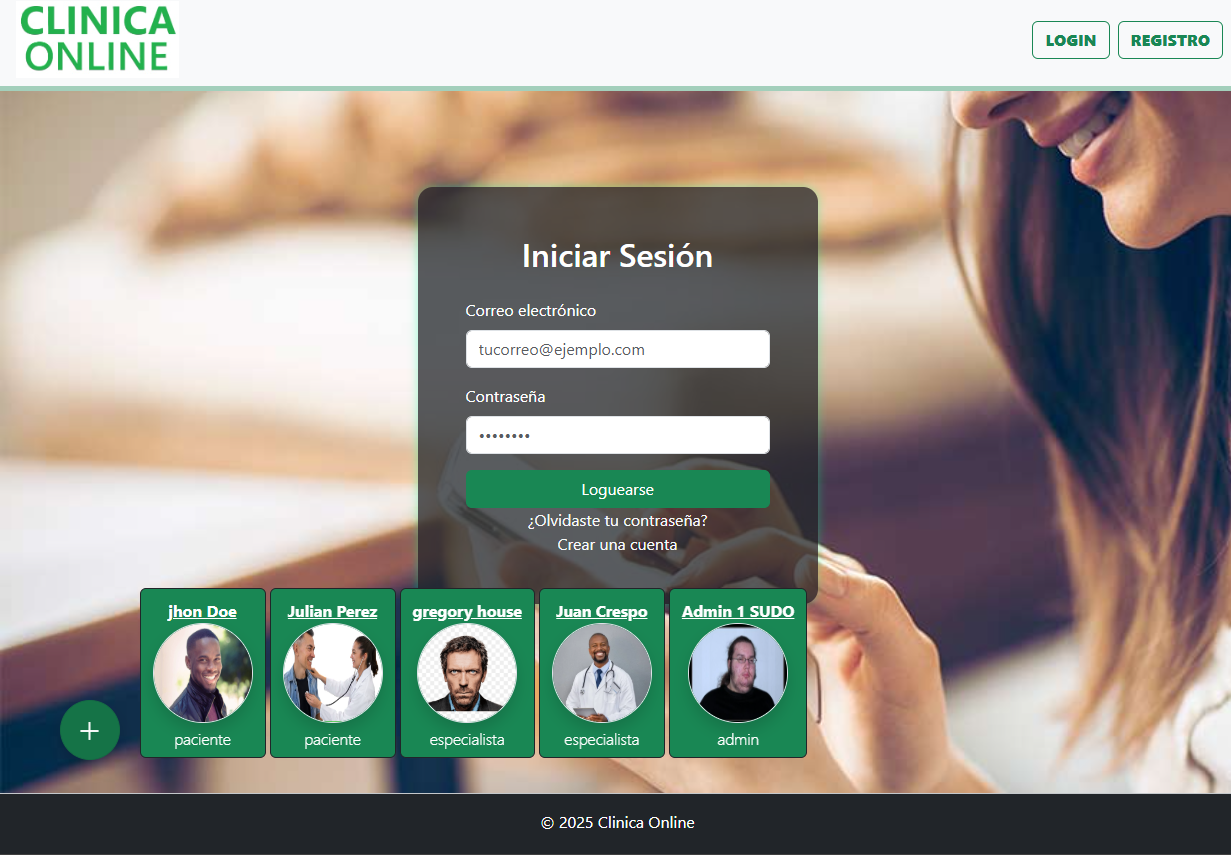 CLINICA
ONLINE
LOGIN
REGISTRO
Iniciar Sesión
Correo electrónico
tucorreo@ejemplo.com
Contraseña
••••••••
Loguearse
¿Olvidaste tu contraseña?
Crear una cuenta
jhon Doe
paciente
Julian Perez
paciente
gregory house
especialista
Juan Crespo
especialista
Admin 1 SUDO
admin
+
© 2025 Clinica Online